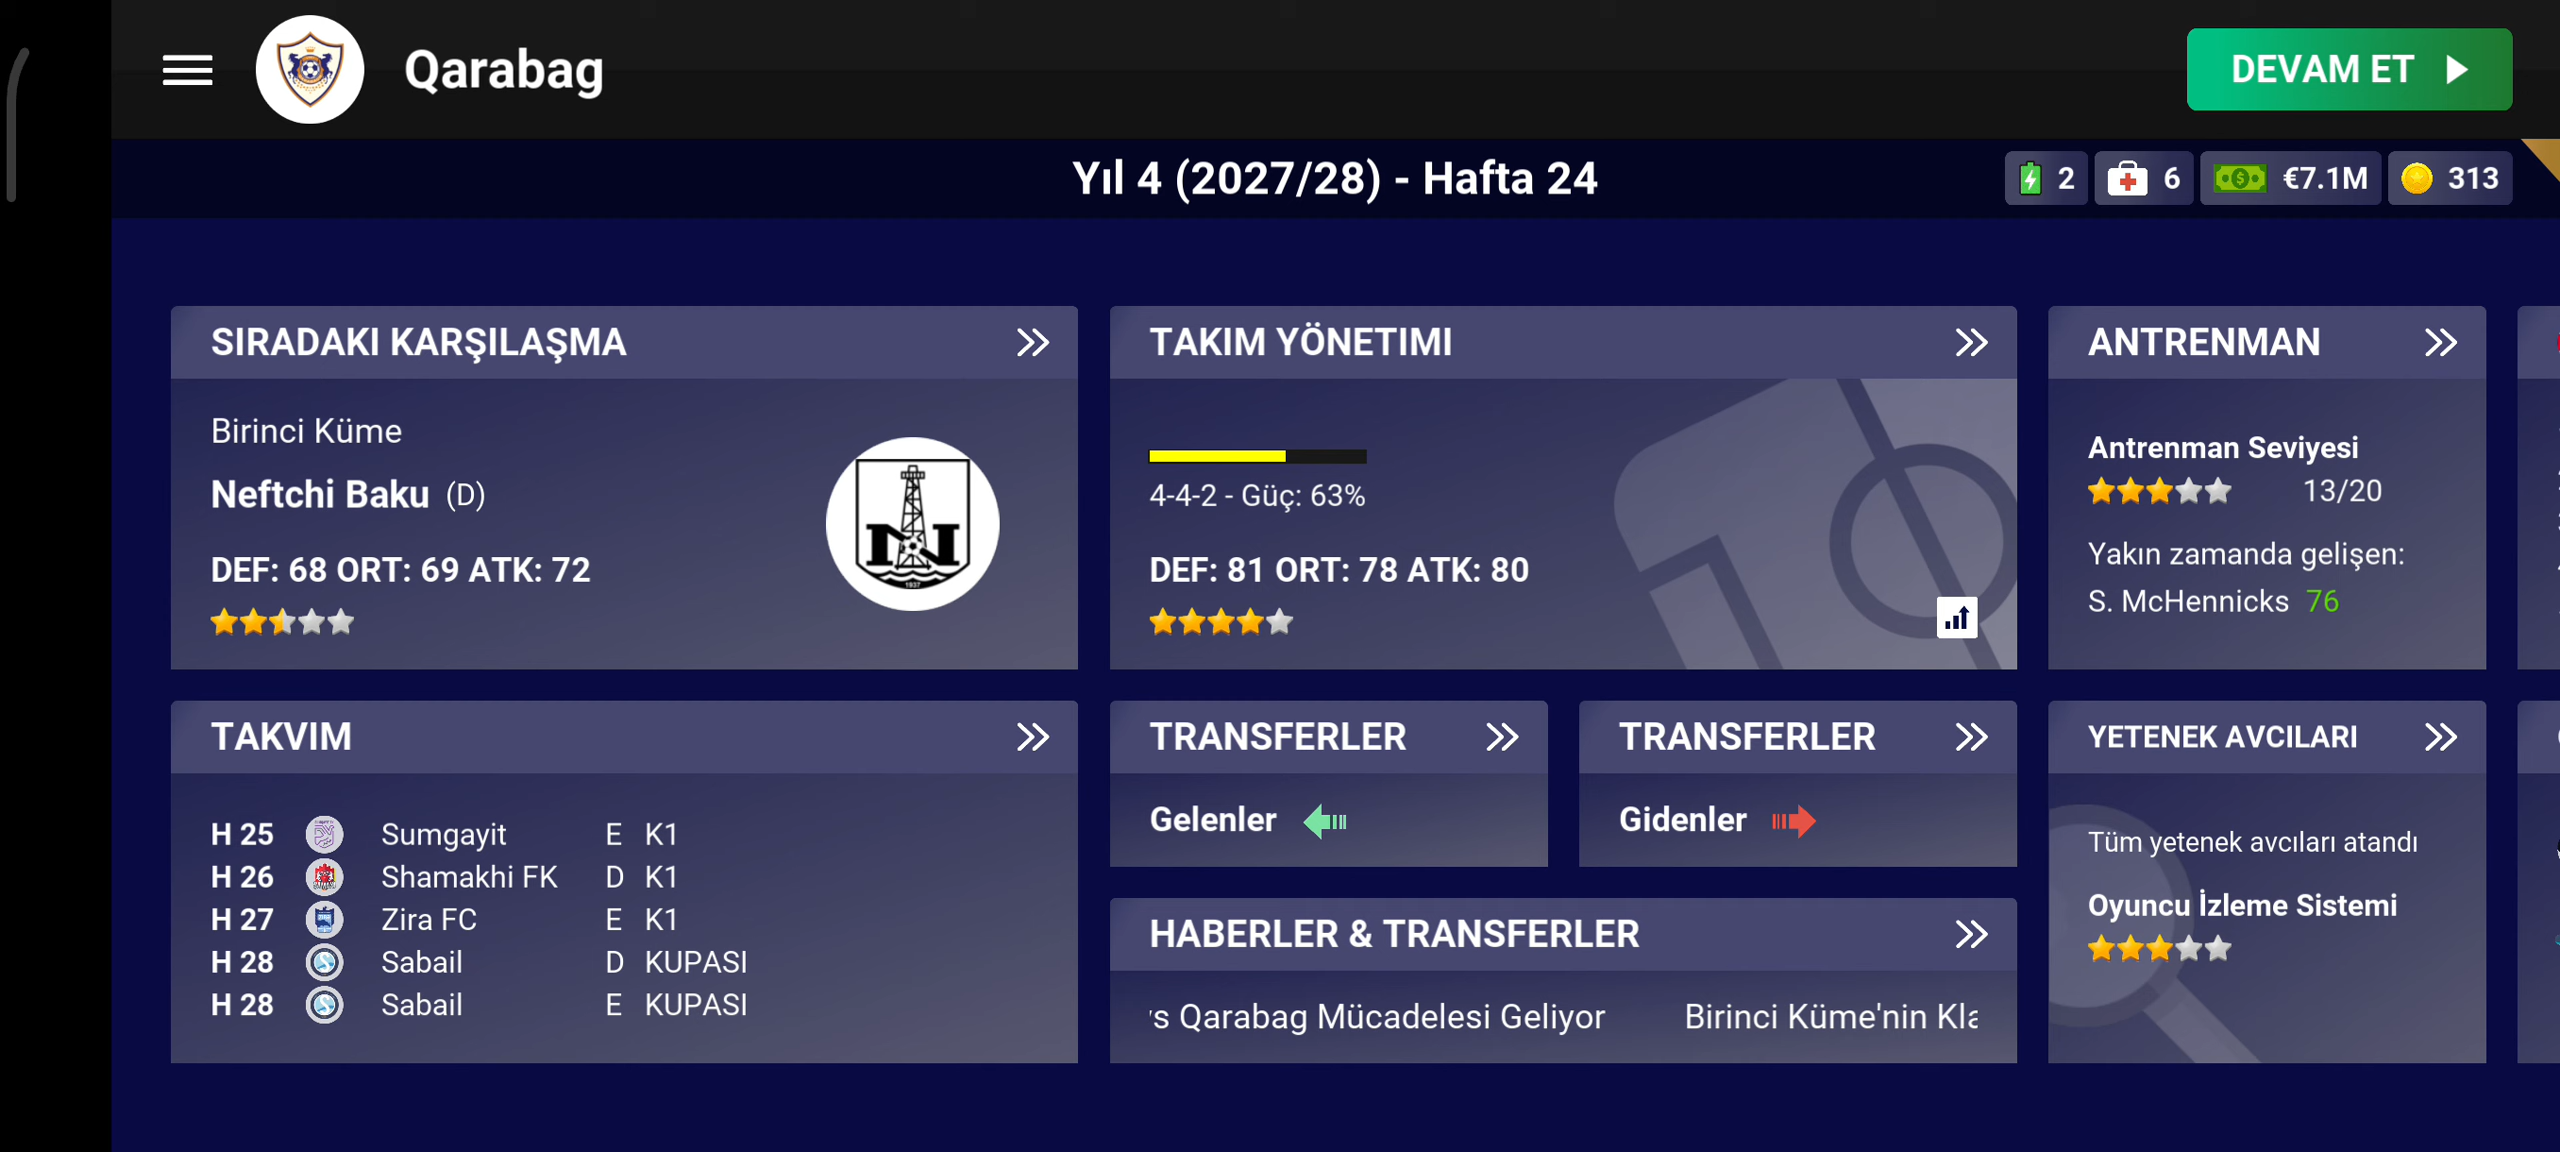 Qarabag
DEVAM ET
Yıl 4 (2027/28) - Hafta 24
2
6
€7.1M
313
SIRADAKI KARŞILAŞMA
Birinci Küme
Neftchi Baku (D)
DEF: 68 ORT: 69 ATK: 72
N
1937
TAKIM YÖNETIMI
4-4-2 - Güç: 63%
DEF: 81 ORT: 78 ATK: 80
ANTRENMAN
Antrenman Seviyesi
13/20
Yakın zamanda gelişen:
S. McHennicks 76
TAKVIM
H 25 Sumgayit E K1
H 26 Shamakhi FK D K1
H 27 Zira FC E K1
H 28 Sabail D KUPASI
H 28 Sabail E KUPASI
TRANSFERLER
Gelenler
TRANSFERLER
Gidenler
HABERLER & TRANSFERLER
Qarabag Mücadelesi Geliyor Birinci Küme'nin
YETENEK AVCILARI
Tüm yetenek avcıları atandı
Oyuncu İzleme Sistemi